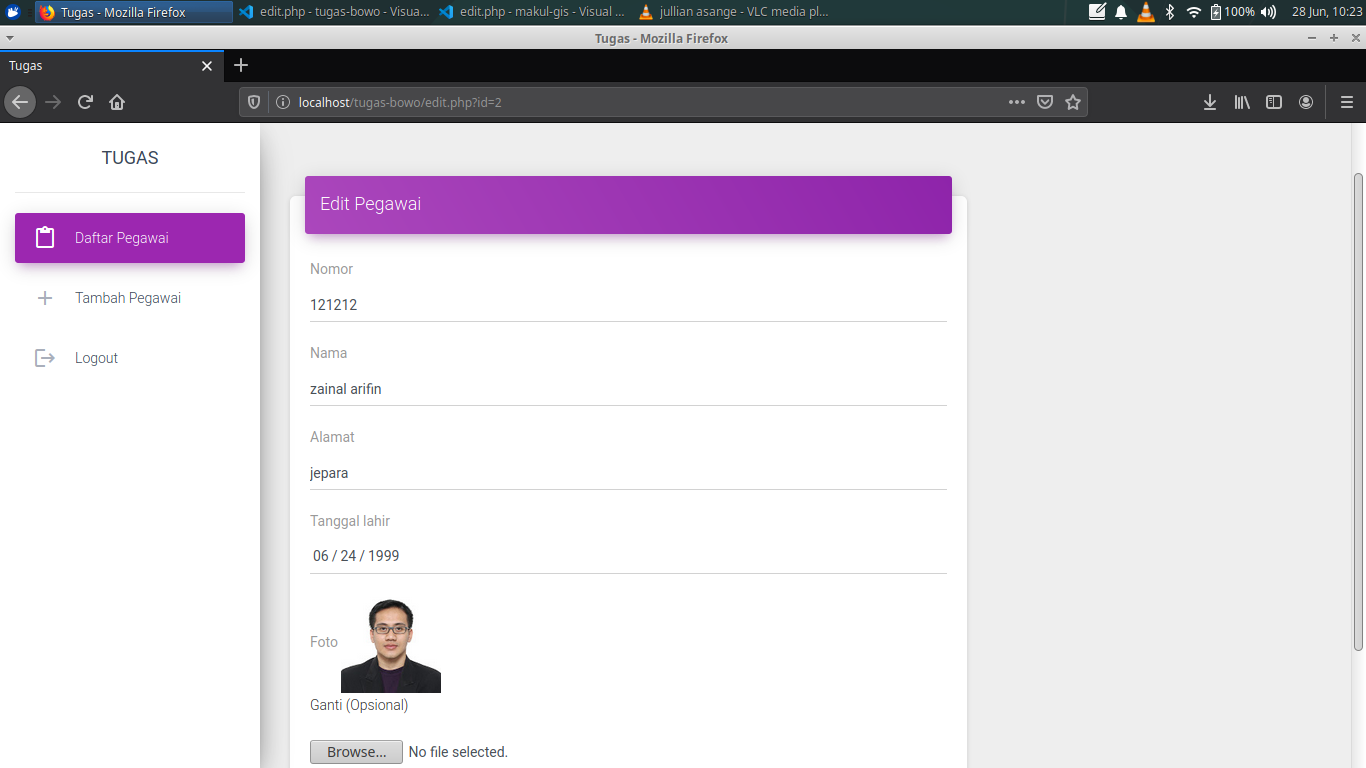 Tugas - Mozilla Firefox
edit.php - tugas-bowo - Visua...
edit.php - makul-gis - Visual ...
jullian asange - VLC media pl...
100%
28 Jun, 10:23
Tugas - Mozilla Firefox
Tugas
localhost/tugas-bowo/edit.php?id=2
TUGAS
Daftar Pegawai
Tambah Pegawai
Logout
Edit Pegawai
Nomor
121212
Nama
zainal arifin
Alamat
jepara
Tanggal lahir
06 / 24 / 1999
Foto
Ganti (Opsional)
Browse... No file selected.